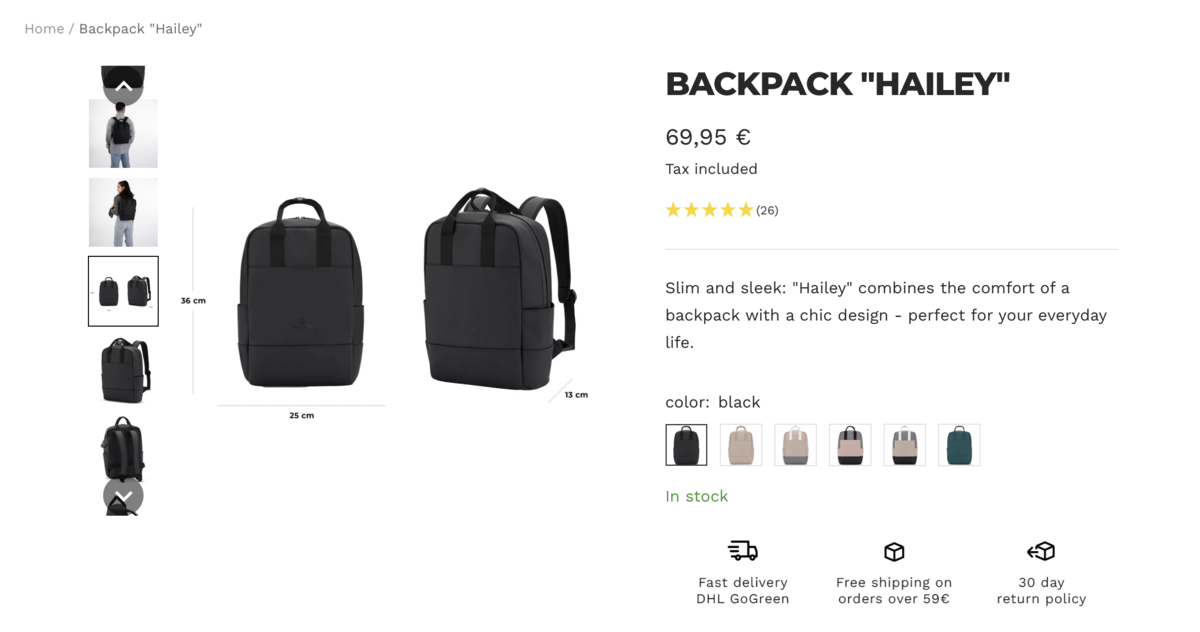 Home / Backpack "Hailey"
BACKPACK "HAILEY"
69,95 €
Tax included
(26)
36 cm
25 cm
13 cm
Slim and sleek: "Hailey" combines the comfort of a
backpack with a chic design - perfect for your everyday
life.
color: black
In stock
Fast delivery
DHL GoGreen
Free shipping on
orders over 59€
30 day
return policy